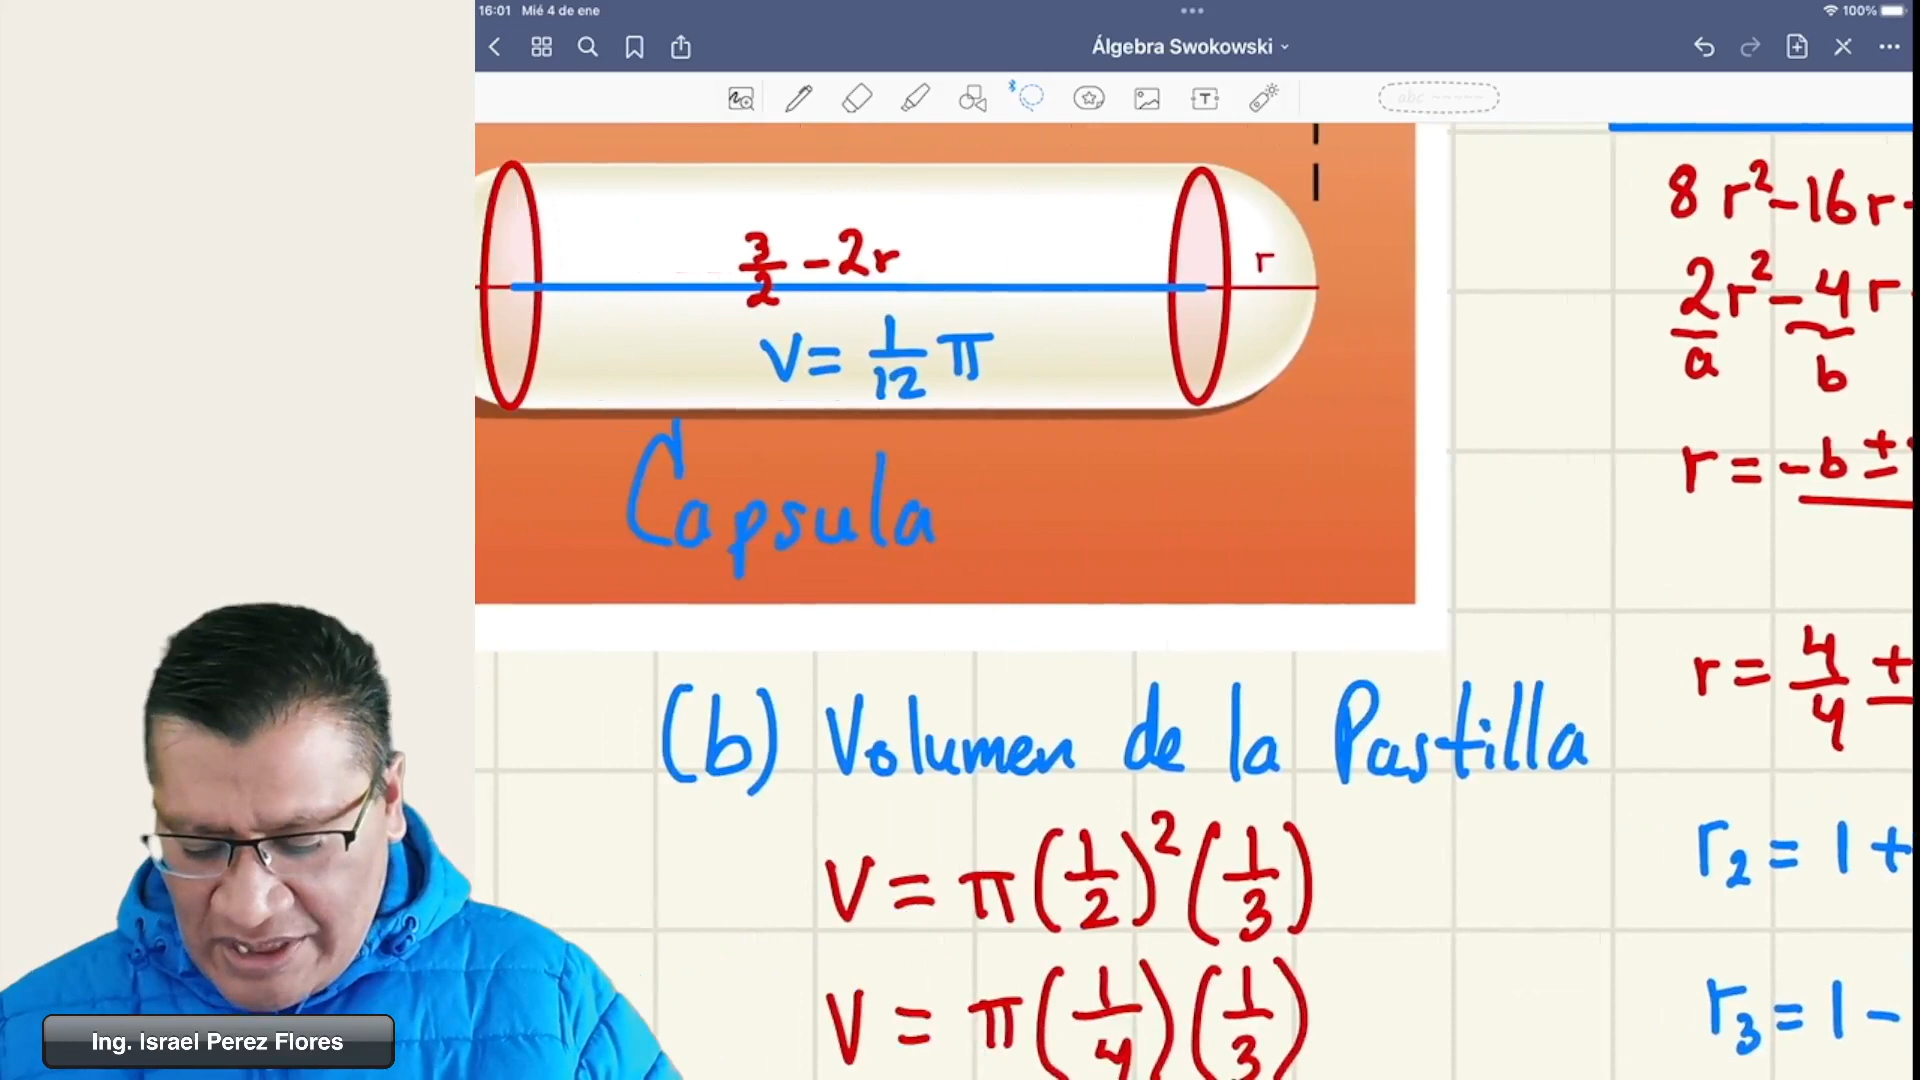 16:01 Mié 4 de ene
100%
Álgebra Swokowski
abc
3/2 - 2r
r
V = 1/12 π
Capsula
(b) Volumen de la Pastilla
V = π(1/2)²(1/3)
V = π(1/4)(1/3)
8r²-16r-
2r²-4r
a b
r = -b ±
r = 4/4 ±
r₂ = 1 +
r₃ = 1 -
Ing. Israel Perez Flores